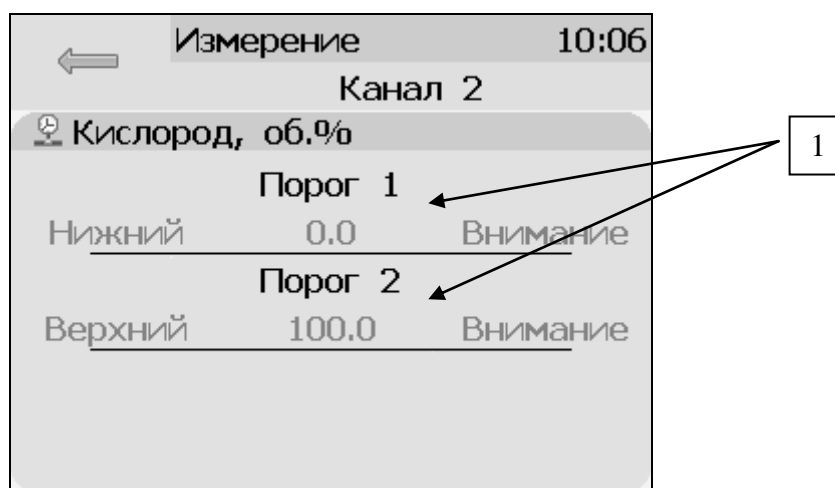 Измерение 10:06
Канал 2
Кислород, об.%
Порог 1
Нижний 0.0 Внимание
Порог 2
Верхний 100.0 Внимание
1